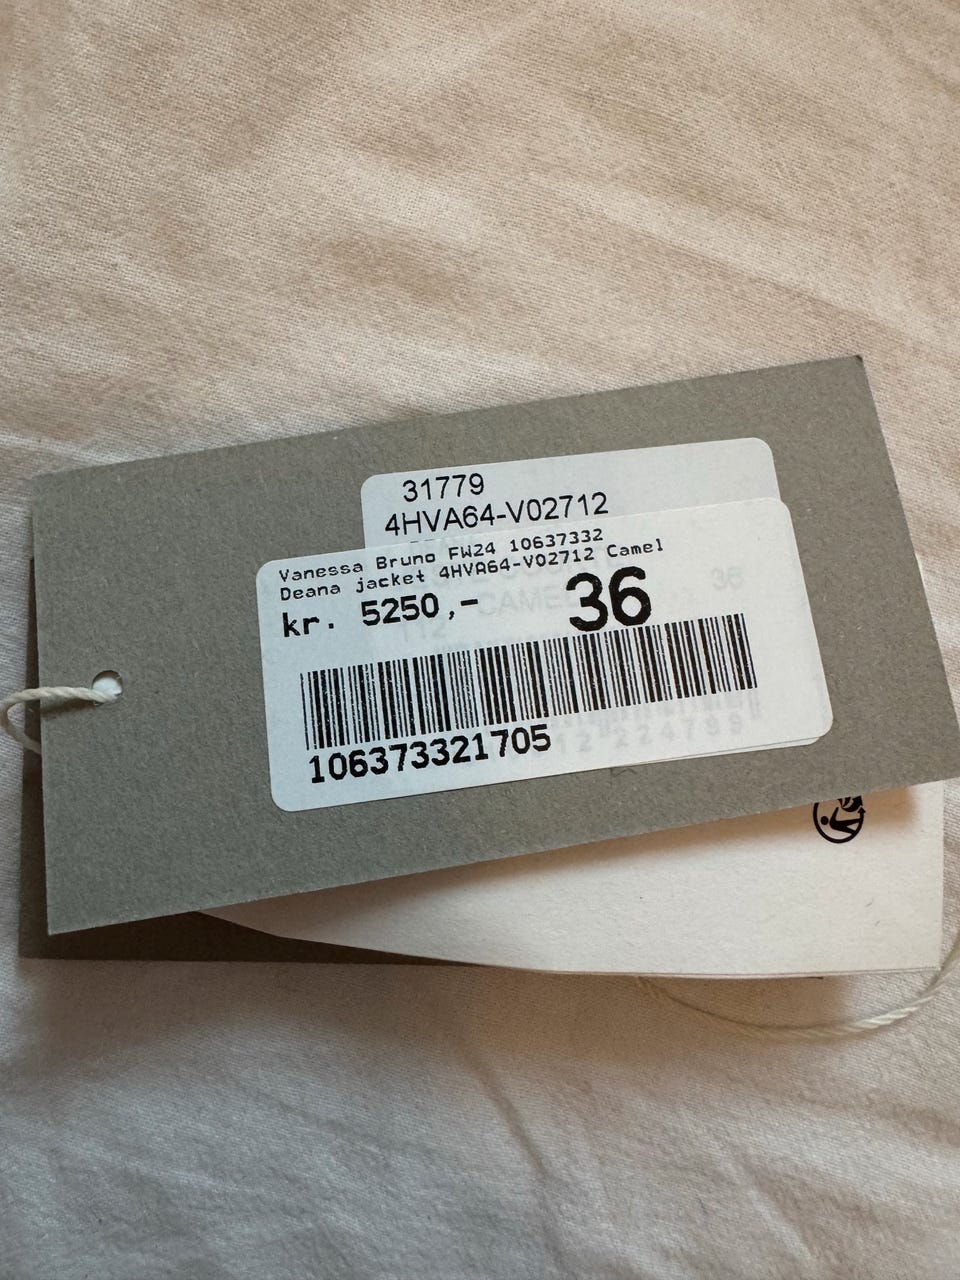 31779
4HVA64-V02712
Vanessa Bruno FW24 10637332
Deana jacket 4HVA64-V02712 Camel
kr. 5250,- 36
106373321705